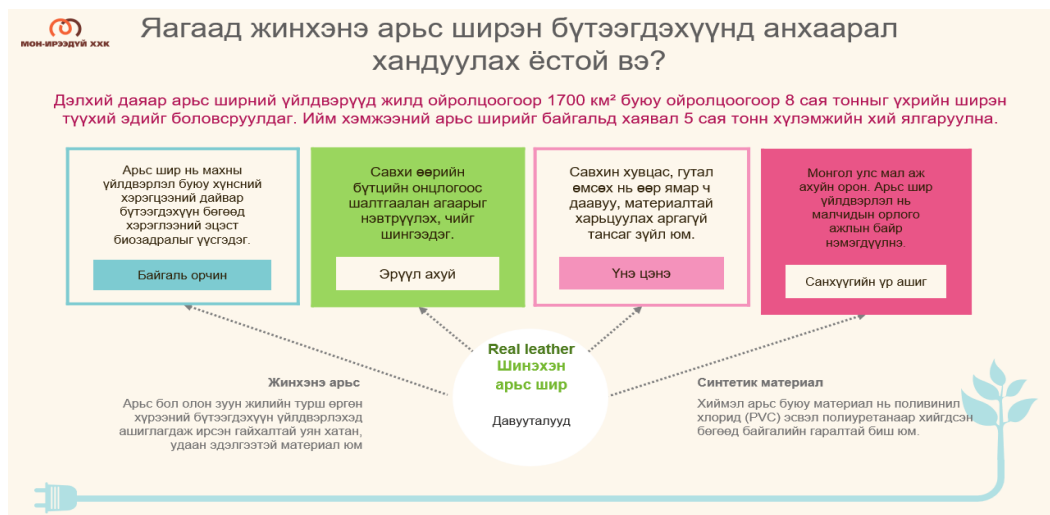 МОН-ИРЭЭДҮЙ ХХК
Яагаад жинхэнэ арьс ширэн бүтээгдэхүүнд анхаарал
хандуулах ёстой вэ?
Дэлхий даяар арьс ширний үйлдвэрүүд жилд ойролцоогоор 1700 км² буюу ойролцоогоор 8 сая тонныг үхрийн ширэн
түүхий эдийг боловсруулдаг. Ийм хэмжээний арьс ширийг байгальд хаявал 5 сая тонн хүлэмжийн хий ялгаруулна.
Арьс шир нь махны
үйлдвэрлэл буюу хүнсний
хэрэгцээний дайвар
бүтээгдэхүүн бөгөөд
хэрэглээний эцэст
биозадралыг үүсгэдэг.
Байгаль орчин
Савхи өөрийн
бүтцийн онцлогоос
шалтгаалан агаарыг
нэвтрүүлэх, чийг
шингээдэг.
Эрүүл ахуй
Савхин хувцас, гутал
өмсөх нь өөр ямар ч
даавуу, материалтай
харьцуулах аргагүй
тансаг зүйл юм.
Үнэ цэнэ
Монгол улс мал аж
ахуйн орон. Арьс шир
үйлдвэрлэл нь
малчидын орлого
ажлын байр
нэмэгдүүлнэ.
Санхүүгийн үр ашиг
Real leather
Шинэхэн
арьс шир
Давууталууд
Жинхэнэ арьс
Арьс бол олон зуун жилийн турш өргөн
хүрээний бүтээгдэхүүн үйлдвэрлэхэд
ашиглагдаж ирсэн гайхалтай уян хатан,
удаан эдэлгээтэй материал юм
Синтетик материал
Хиймэл арьс буюу материал нь поливинил
хлорид (PVC) эсвэл полиуретанаар хийгдсэн
бөгөөд байгалийн гаралтай биш юм.